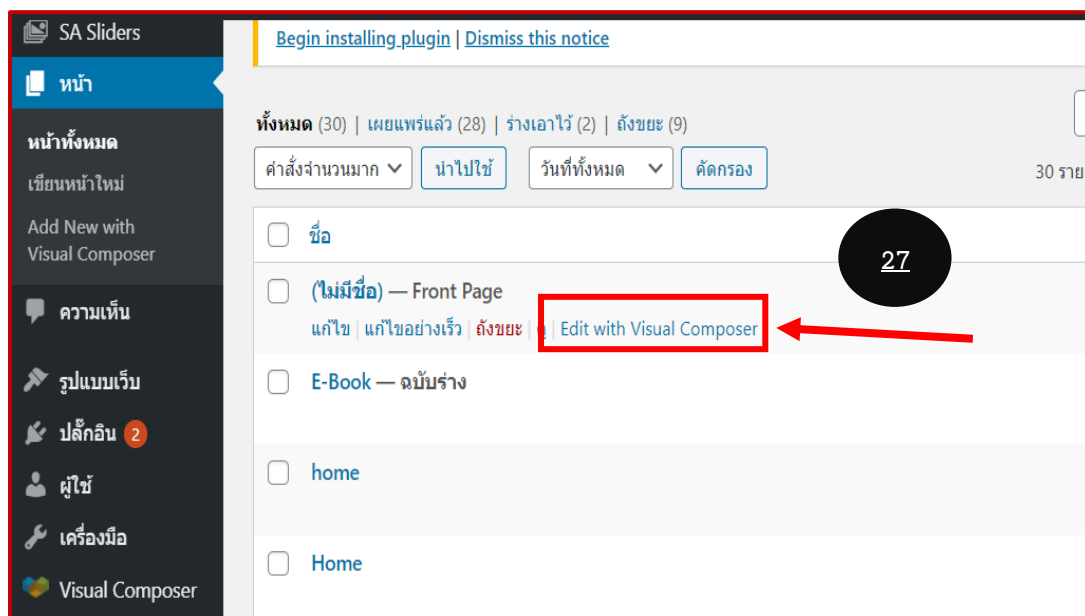 SA Sliders
หน้า
หน้าทั้งหมด
เขียนหน้าใหม่
Add New with
Visual Composer
ความเห็น
รูปแบบเว็บ
ปลั๊กอิน 2
ผู้ใช้
เครื่องมือ
Visual Composer
Begin installing plugin | Dismiss this notice
ทั้งหมด (30) | เผยแพร่แล้ว (28) | ร่างเอาไว้ (2) | ถังขยะ (9)
คำสั่งจำนวนมาก นำไปใช้ วันที่ทั้งหมด คัดกรอง
30 ราย
ชื่อ
27
(ไม่มีชื่อ) — Front Page
แก้ไข | แก้ไขอย่างเร็ว | ถังขยะ | | Edit with Visual Composer
E-Book — ฉบับร่าง
home
Home